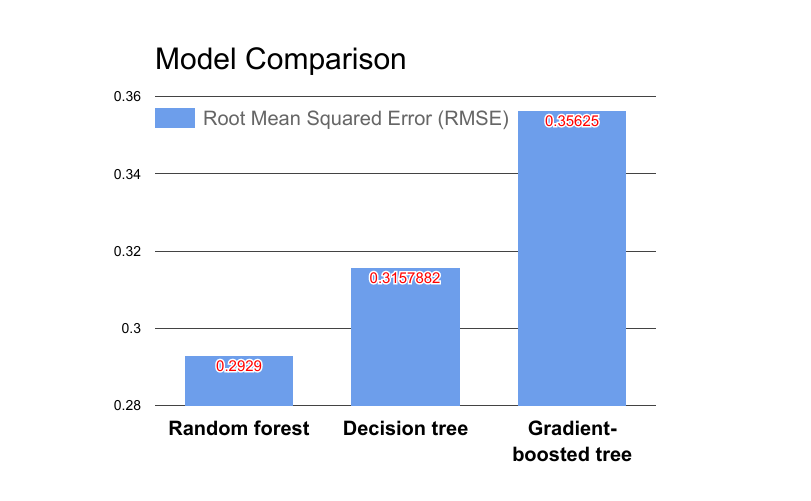 Model Comparison
0.36
Root Mean Squared Error (RMSE)
0.35625
0.34
0.32
0.3157882
0.3
0.2929
0.28
Random forest
Decision tree
Gradient-
boosted tree